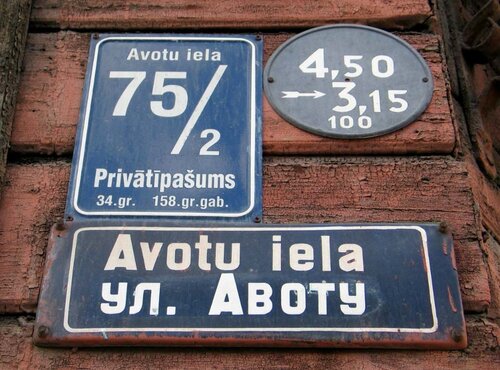 Avotu iela
75/2
Privātīpašums
34.gr. 158.gr.gab.
4,50
3,15
100
Avotu iela
ул. Авоту